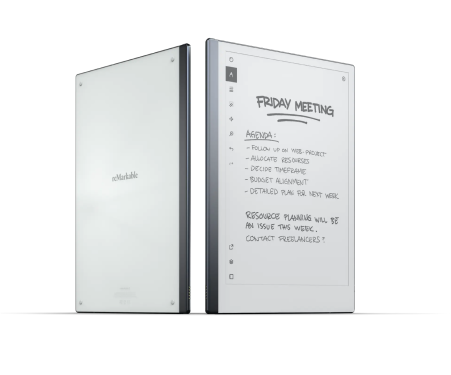 reMarkable
FRIDAY MEETING
AGENDA:
- FOLLOW UP ON WEB-PROJECT
- ALLOCATE RESOURCES
- DECIDE TIMEFRAME
- BUDGET ALIGNMENT
- DETAILED PLAN FOR NEXT WEEK
RESOURCE PLANNING WILL BE
AN ISSUE THIS WEEK.
CONTACT FREELANCERS?